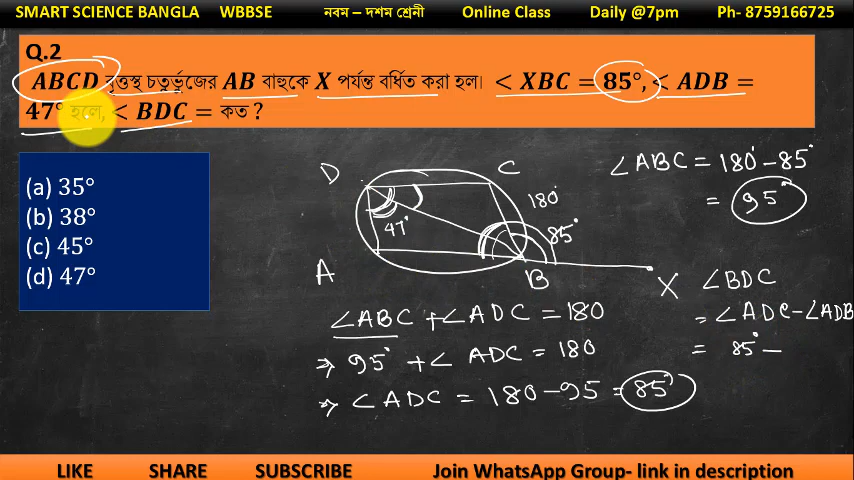 SMART SCIENCE BANGLA WBBSE নবম – দশম শ্রেণী Online Class Daily @7pm Ph- 8759166725
Q.2
ABCD বৃত্তস্থ চতুর্ভুজের AB বাহুকে X পর্যন্ত বর্ধিত করা হল। < XBC = 85°, < ADB =
47° হলে, < BDC = কত ?
(a) 35°
(b) 38°
(c) 45°
(d) 47°
D
C
180°
47°
85°
A
B
X
∠ABC = 180° – 85°
= 95°
∠ABC + ∠ADC = 180
⇒ 95° + ∠ADC = 180
⇒ ∠ADC = 180 – 95 = 85°
∠BDC
= ∠ADC – ∠ADB
= 85° –
LIKE SHARE SUBSCRIBE Join WhatsApp Group- link in description